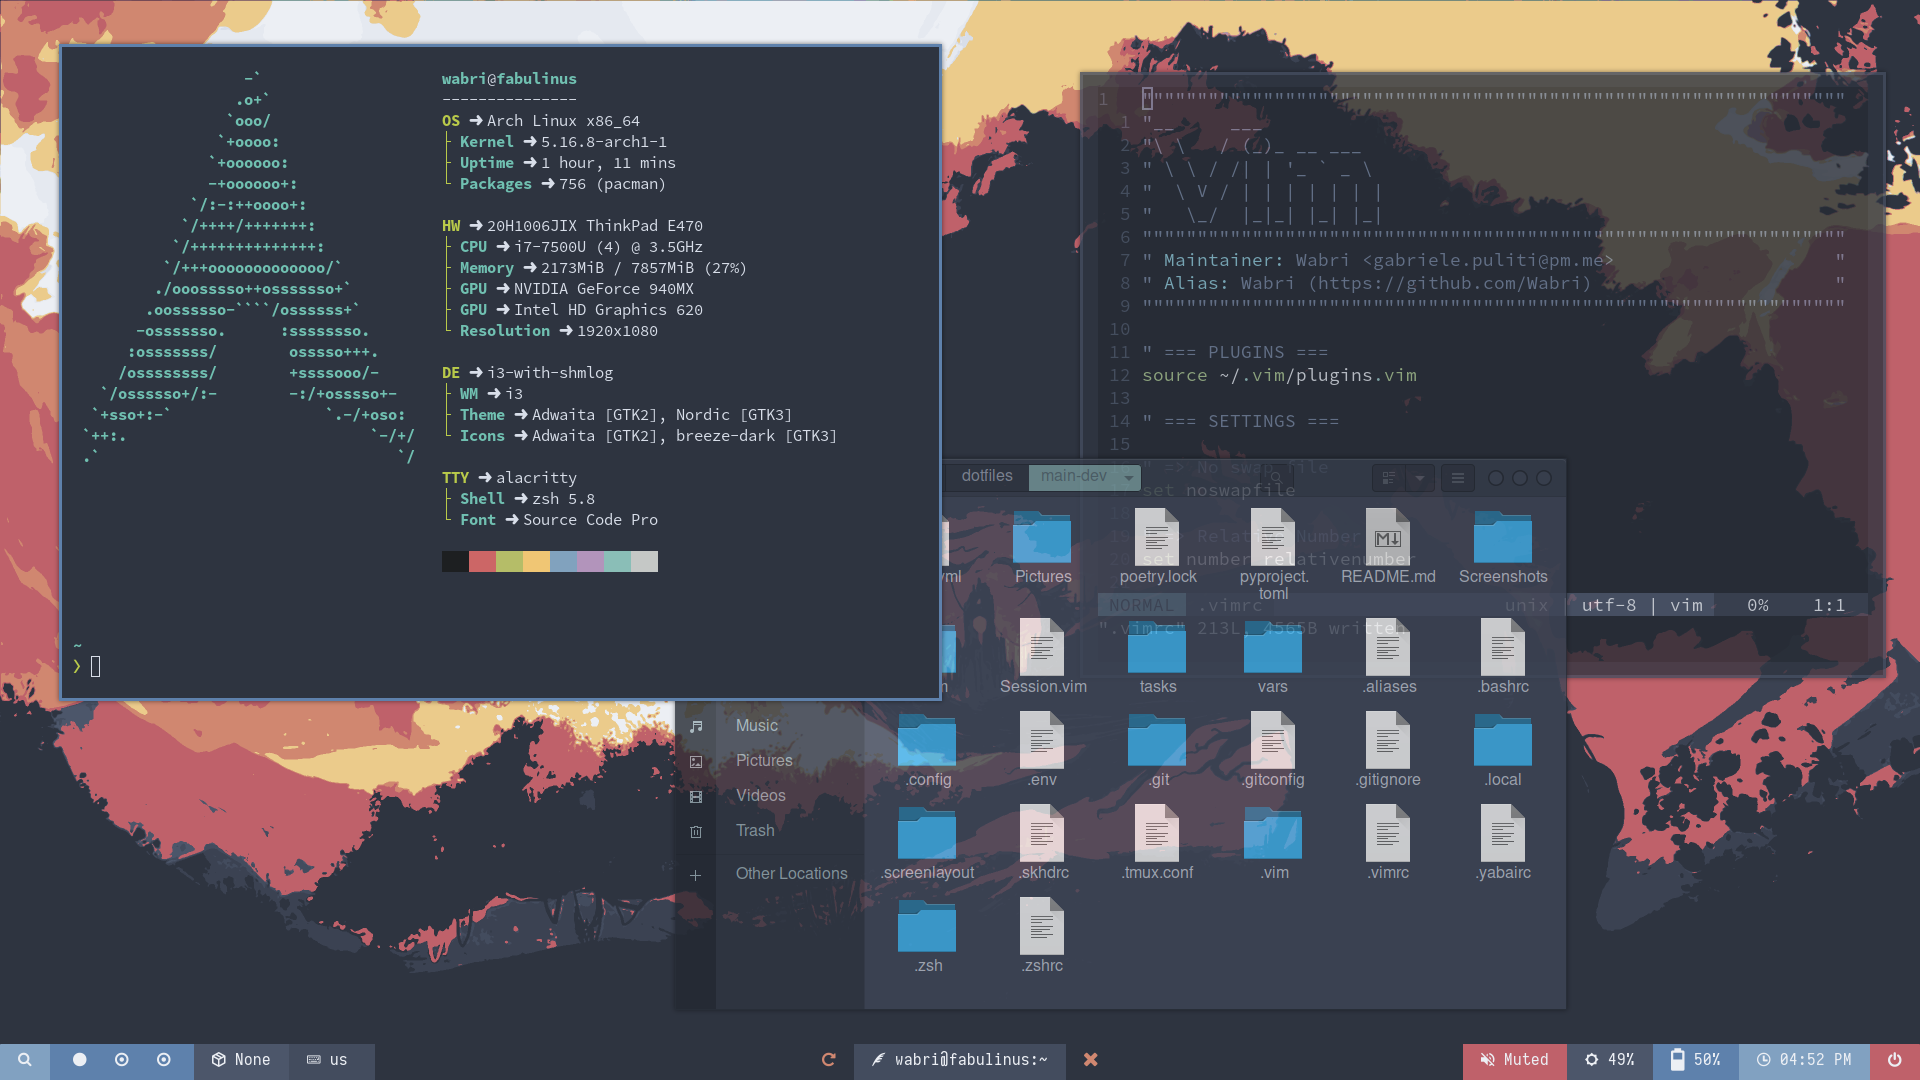 wabri@fabulinus
---------------
OS ➜ Arch Linux x86_64
├ Kernel ➜ 5.16.8-arch1-1
├ Uptime ➜ 1 hour, 11 mins
└ Packages ➜ 756 (pacman)
HW ➜ 20H1006JIX ThinkPad E470
├ CPU ➜ i7-7500U (4) @ 3.5GHz
├ Memory ➜ 2173MiB / 7857MiB (27%)
├ GPU ➜ NVIDIA GeForce 940MX
├ GPU ➜ Intel HD Graphics 620
└ Resolution ➜ 1920x1080
DE ➜ i3-with-shmlog
├ WM ➜ i3
├ Theme ➜ Adwaita [GTK2], Nordic [GTK3]
└ Icons ➜ Adwaita [GTK2], breeze-dark [GTK3]
TTY ➜ alacritty
├ Shell ➜ zsh 5.8
└ Font ➜ Source Code Pro
~
❯
1
1
2
3
4
5
6
7 " Maintainer: Wabri <gabriele.puliti@pm.me> "
8 " Alias: Wabri (https://github.com/Wabri) "
9
10
11 " === PLUGINS ===
12 source ~/.vim/plugins.vim
13
14 " === SETTINGS ===
15
" => No swap file
set noswapfile
18
19 => Relative Number
20 set number relativenumber
NORMAL .vimrc unix | utf-8 | vim 0% 1:1
".vimrc" 213L, 4565B written
dotfiles main-dev
Pictures poetry.lock pyproject.toml README.md Screenshots
Session.vim tasks vars .aliases .bashrc
.config .env .git .gitconfig .gitignore .local
.screenlayout .skhdrc .tmux.conf .vim .vimrc .yabairc
.zsh .zshrc
Music
Pictures
Videos
Trash
Other Locations
None us wabri@fabulinus:~ Muted 49% 50% 04:52 PM